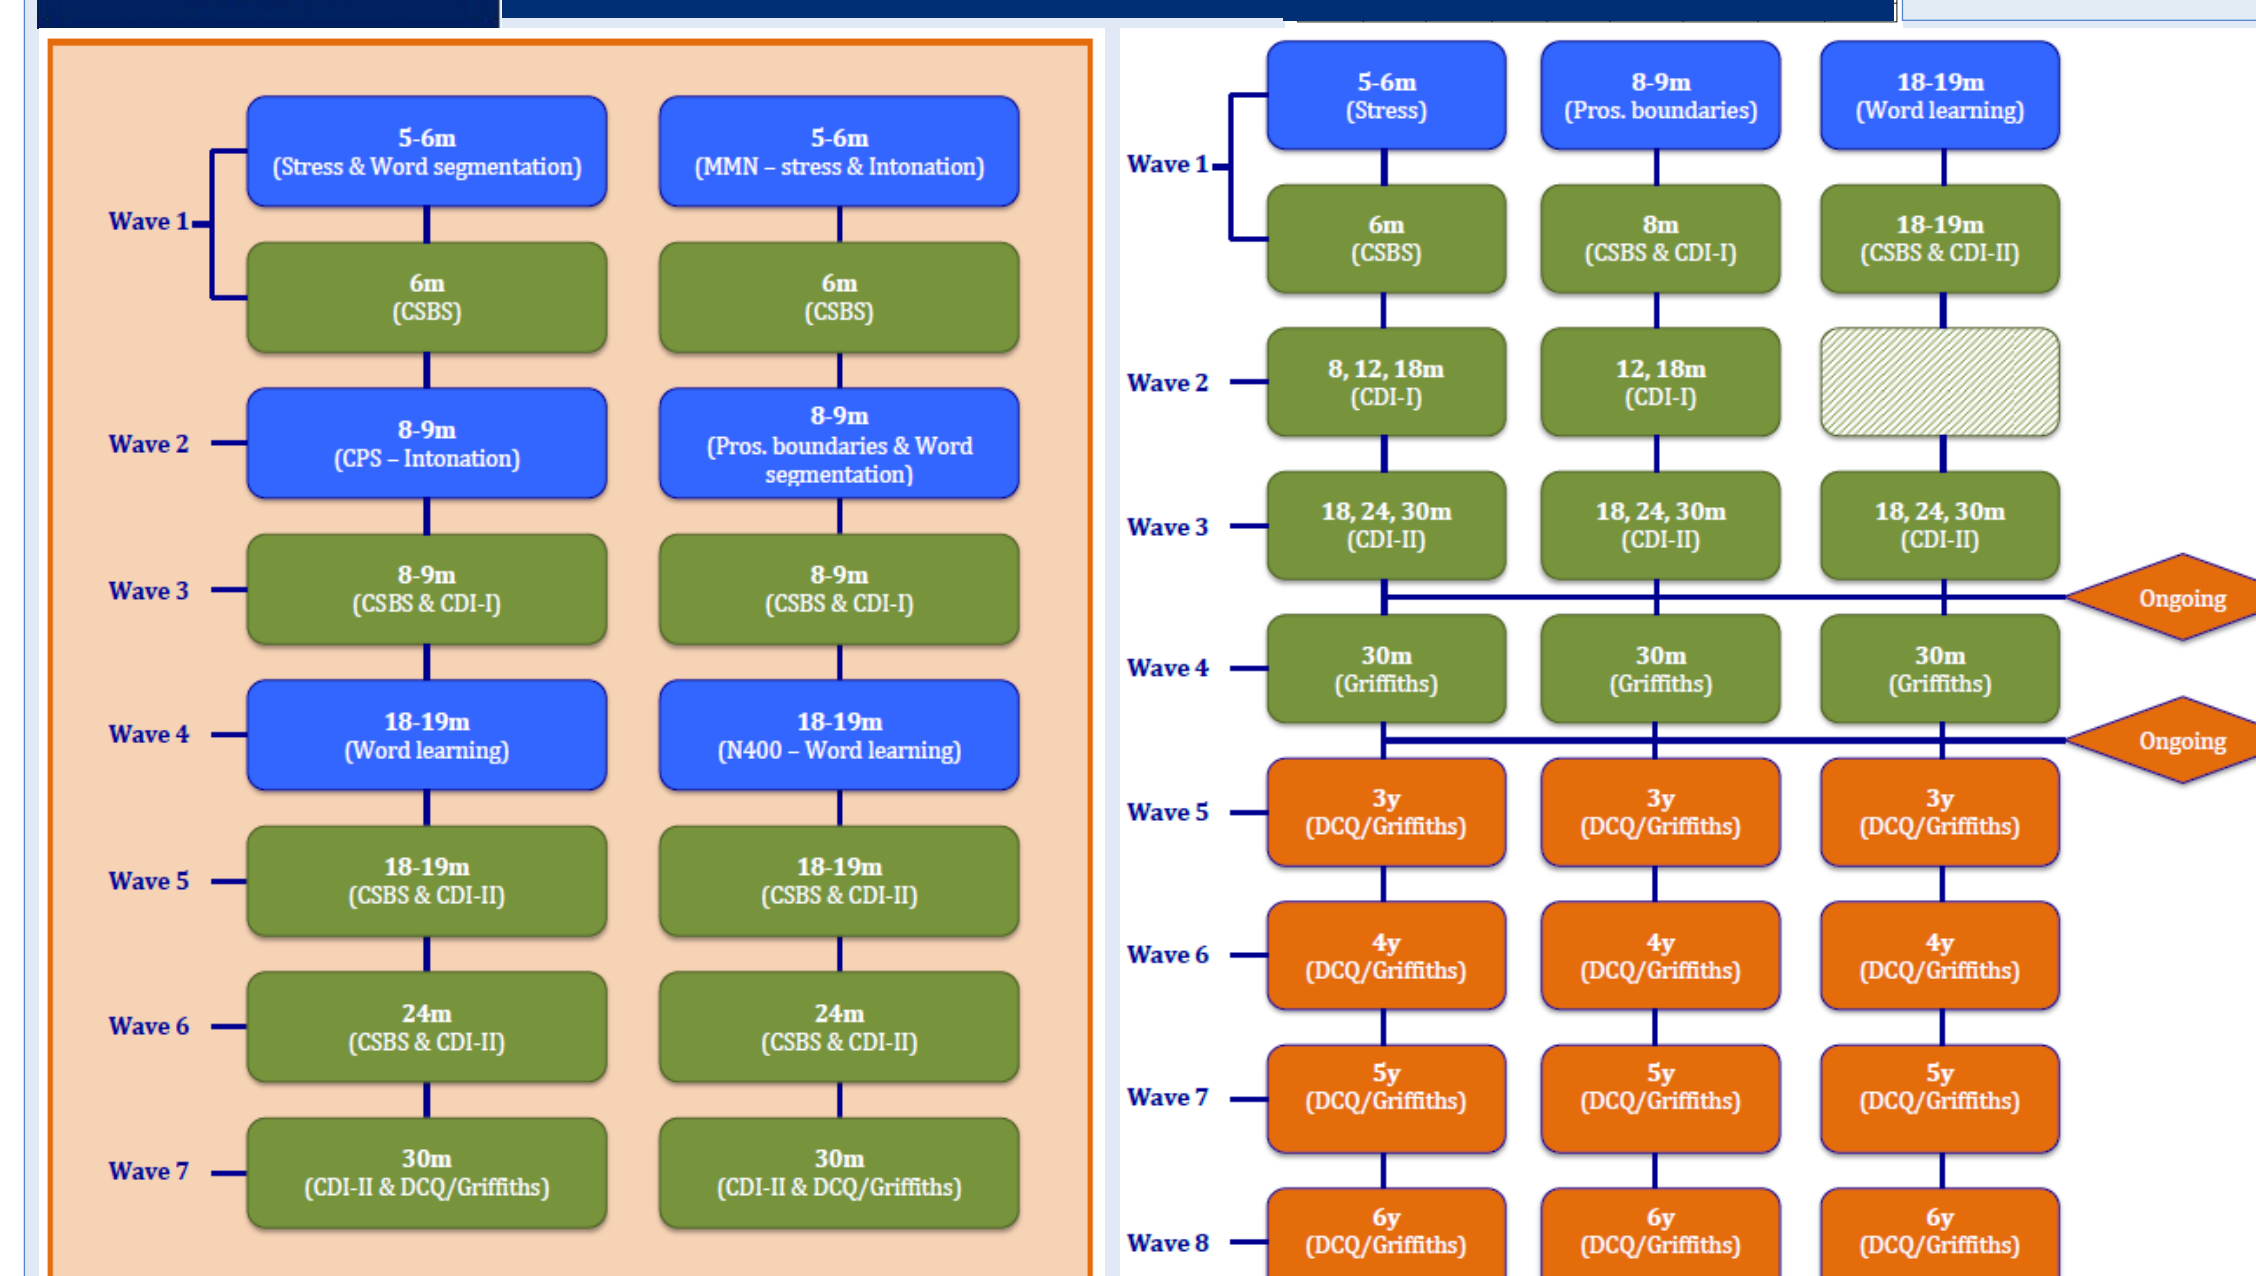 5-6m
(Stress & Word segmentation)
5-6m
(MMN – stress & Intonation)
Wave 1
6m
(CSBS)
6m
(CSBS)
Wave 2
8-9m
(CPS – Intonation)
8-9m
(Pros. boundaries & Word
segmentation)
Wave 3
8-9m
(CSBS & CDI-I)
8-9m
(CSBS & CDI-I)
Wave 4
18-19m
(Word learning)
18-19m
(N400 – Word learning)
Wave 5
18-19m
(CSBS & CDI-II)
18-19m
(CSBS & CDI-II)
Wave 6
24m
(CSBS & CDI-II)
24m
(CSBS & CDI-II)
Wave 7
30m
(CDI-II & DCQ/Griffiths)
30m
(CDI-II & DCQ/Griffiths)
5-6m
(Stress)
8-9m
(Pros. boundaries)
18-19m
(Word learning)
Wave 1
6m
(CSBS)
8m
(CSBS & CDI-I)
18-19m
(CSBS & CDI-II)
Wave 2
8, 12, 18m
(CDI-I)
12, 18m
(CDI-I)
Wave 3
18, 24, 30m
(CDI-II)
18, 24, 30m
(CDI-II)
18, 24, 30m
(CDI-II)
Ongoing
Wave 4
30m
(Griffiths)
30m
(Griffiths)
30m
(Griffiths)
Ongoing
Wave 5
3y
(DCQ/Griffiths)
3y
(DCQ/Griffiths)
3y
(DCQ/Griffiths)
Wave 6
4y
(DCQ/Griffiths)
4y
(DCQ/Griffiths)
4y
(DCQ/Griffiths)
Wave 7
5y
(DCQ/Griffiths)
5y
(DCQ/Griffiths)
5y
(DCQ/Griffiths)
Wave 8
6y
(DCQ/Griffiths)
6y
(DCQ/Griffiths)
6y
(DCQ/Griffiths)